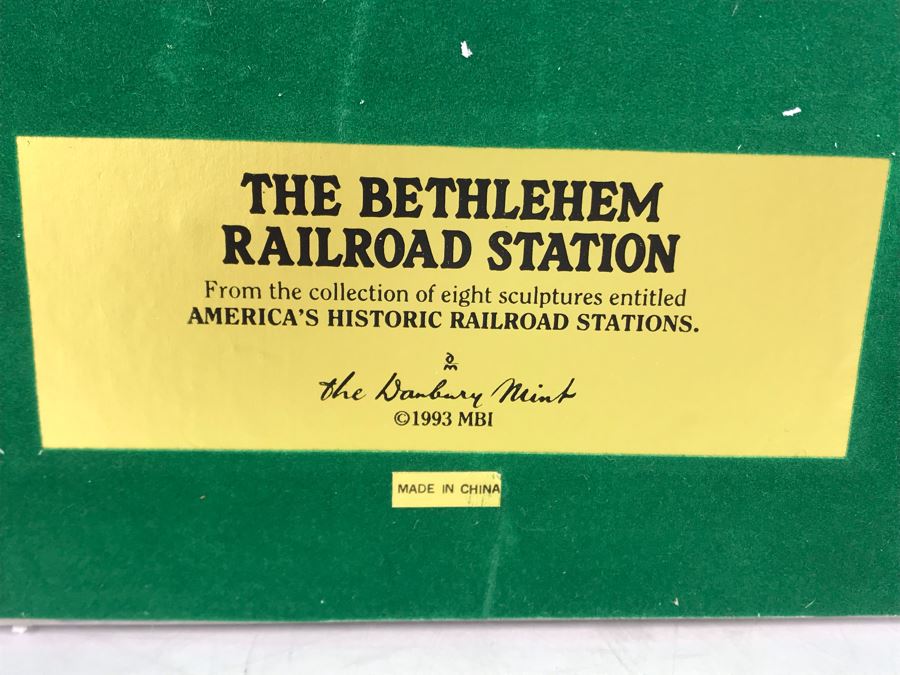 THE BETHLEHEM
RAILROAD STATION
From the collection of eight sculptures entitled
AMERICA'S HISTORIC RAILROAD STATIONS.
DM
the Danbury Mint
©1993 MBI
MADE IN CHINA